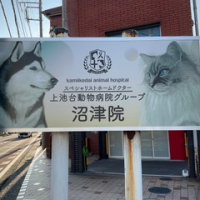 kamiikedai animal hospital
スペシャリストホームドクター
上池台動物病院グループ
沼津院